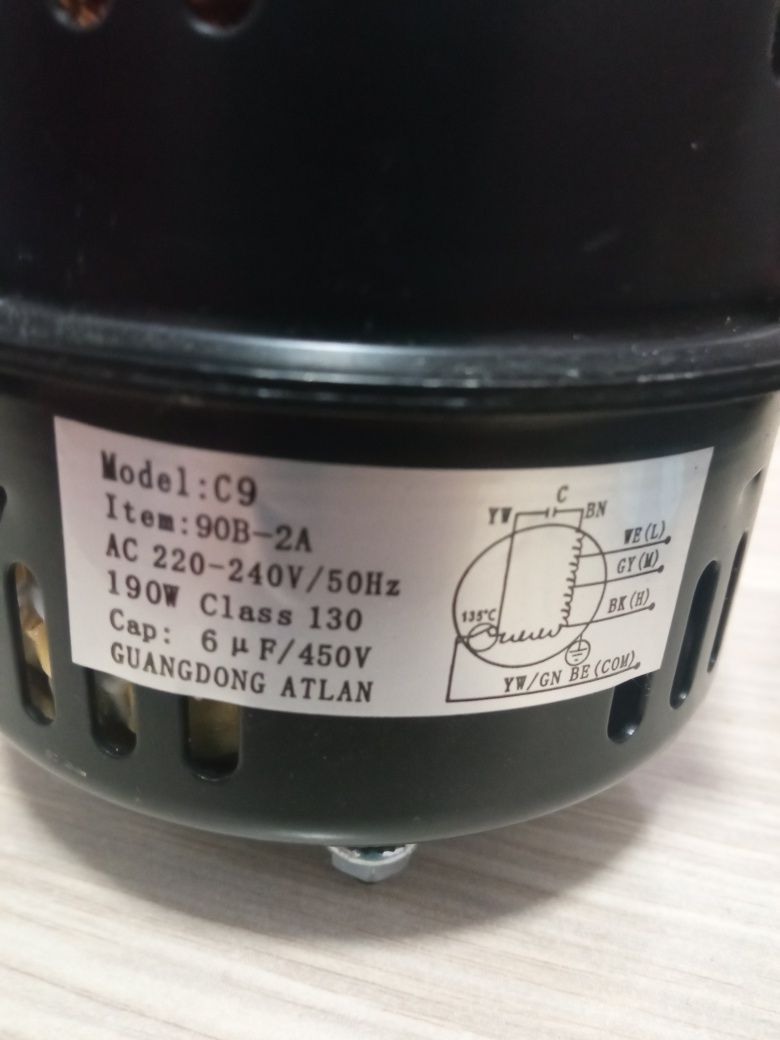 Model:C9
Item:90B-2A
AC 220-240V/50Hz
190W Class 130
Cap: 6μF/450V
GUANGDONG ATLAN
C
YW
BN
WE(L)
GY(M)
BK(H)
135°C
YW/GN BE(COM)